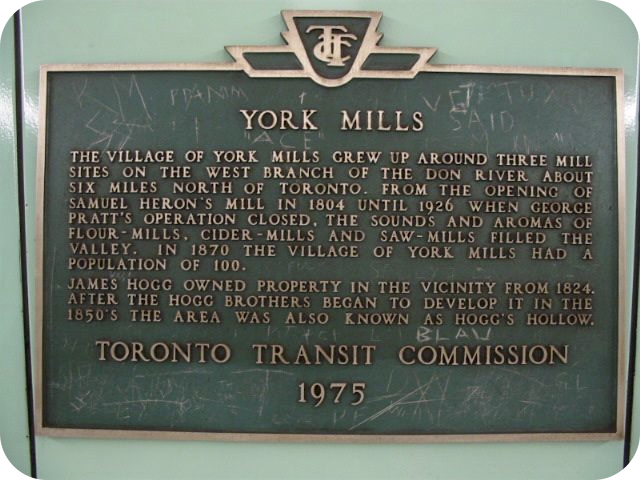 TTC
YORK MILLS
THE VILLAGE OF YORK MILLS GREW UP AROUND THREE MILL
SITES ON THE WEST BRANCH OF THE DON RIVER ABOUT
SIX MILES NORTH OF TORONTO. FROM THE OPENING OF
SAMUEL HERON'S MILL IN 1804 UNTIL 1926 WHEN GEORGE
PRATT'S OPERATION CLOSED, THE SOUNDS AND AROMAS OF
FLOUR-MILLS, CIDER-MILLS AND SAW-MILLS FILLED THE
VALLEY. IN 1870 THE VILLAGE OF YORK MILLS HAD A
POPULATION OF 100.
JAMES HOGG OWNED PROPERTY IN THE VICINITY FROM 1824.
AFTER THE HOGG BROTHERS BEGAN TO DEVELOP IT IN THE
1850'S THE AREA WAS ALSO KNOWN AS HOGG'S HOLLOW.
TORONTO TRANSIT COMMISSION
1975
SAID
"ACE"
BLAU